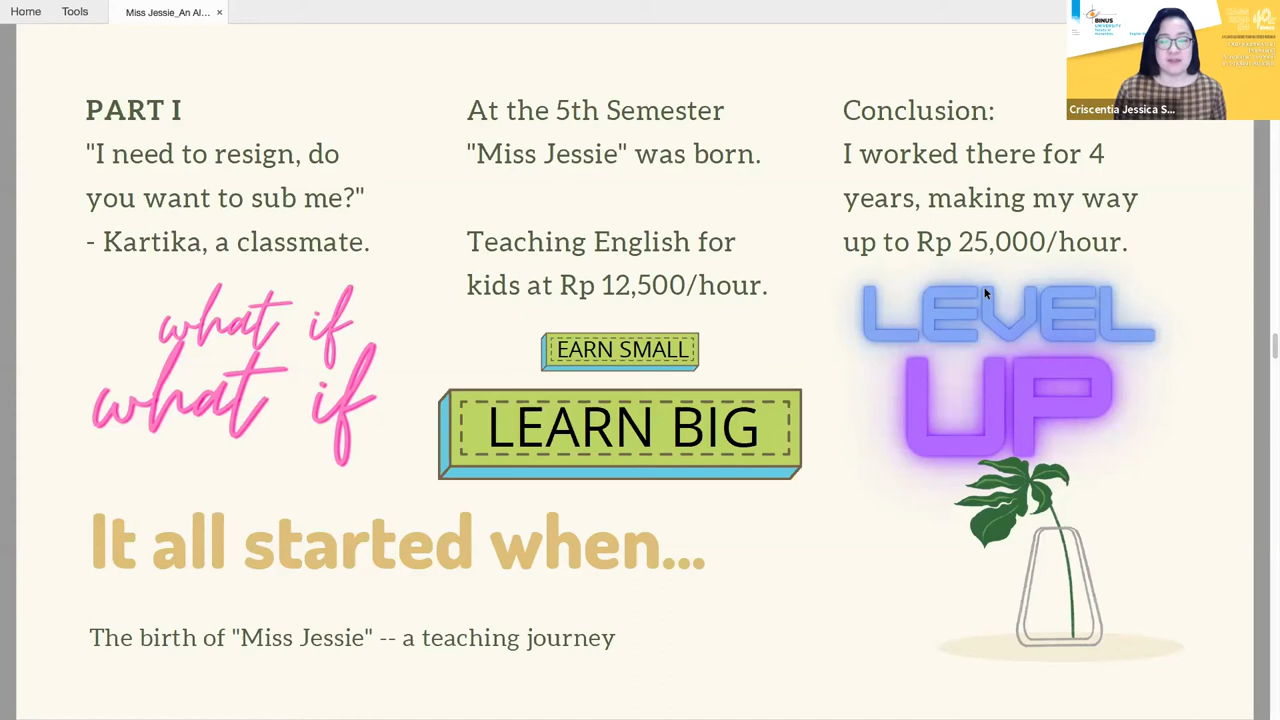 Home
Tools
Miss Jessie_An Al...
×
BINUS
UNIVERSITY
Criscentia Jessica S...
PART I
"I need to resign, do
you want to sub me?"
- Kartika, a classmate.
what if
what if
At the 5th Semester
"Miss Jessie" was born.
Teaching English for
kids at Rp 12,500/hour.
EARN SMALL
LEARN BIG
Conclusion:
I worked there for 4
years, making my way
up to Rp 25,000/hour.
LEVEL
UP
It all started when...
The birth of "Miss Jessie" -- a teaching journey